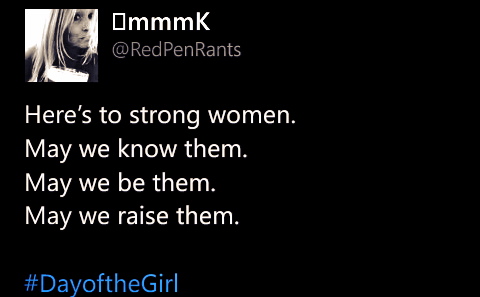 mmmK
@RedPenRants
Here's to strong women.
May we know them.
May we be them.
May we raise them.
#DayoftheGirl